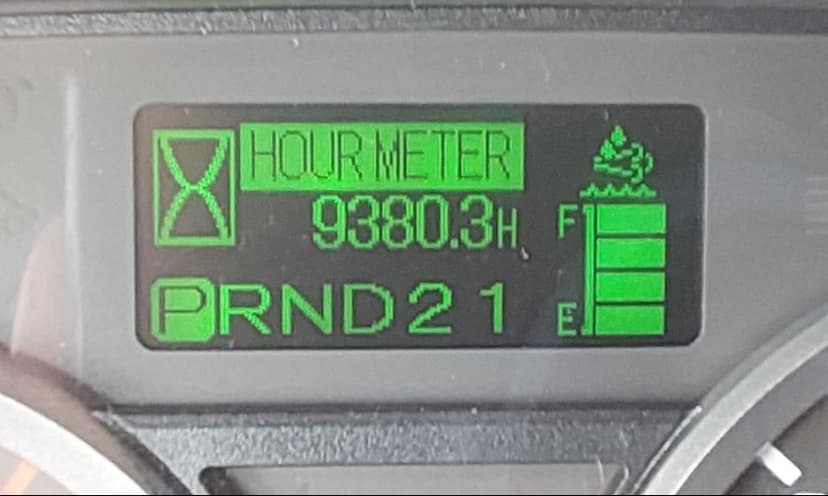 HOUR METER
9380.3H
F
PRND21
E